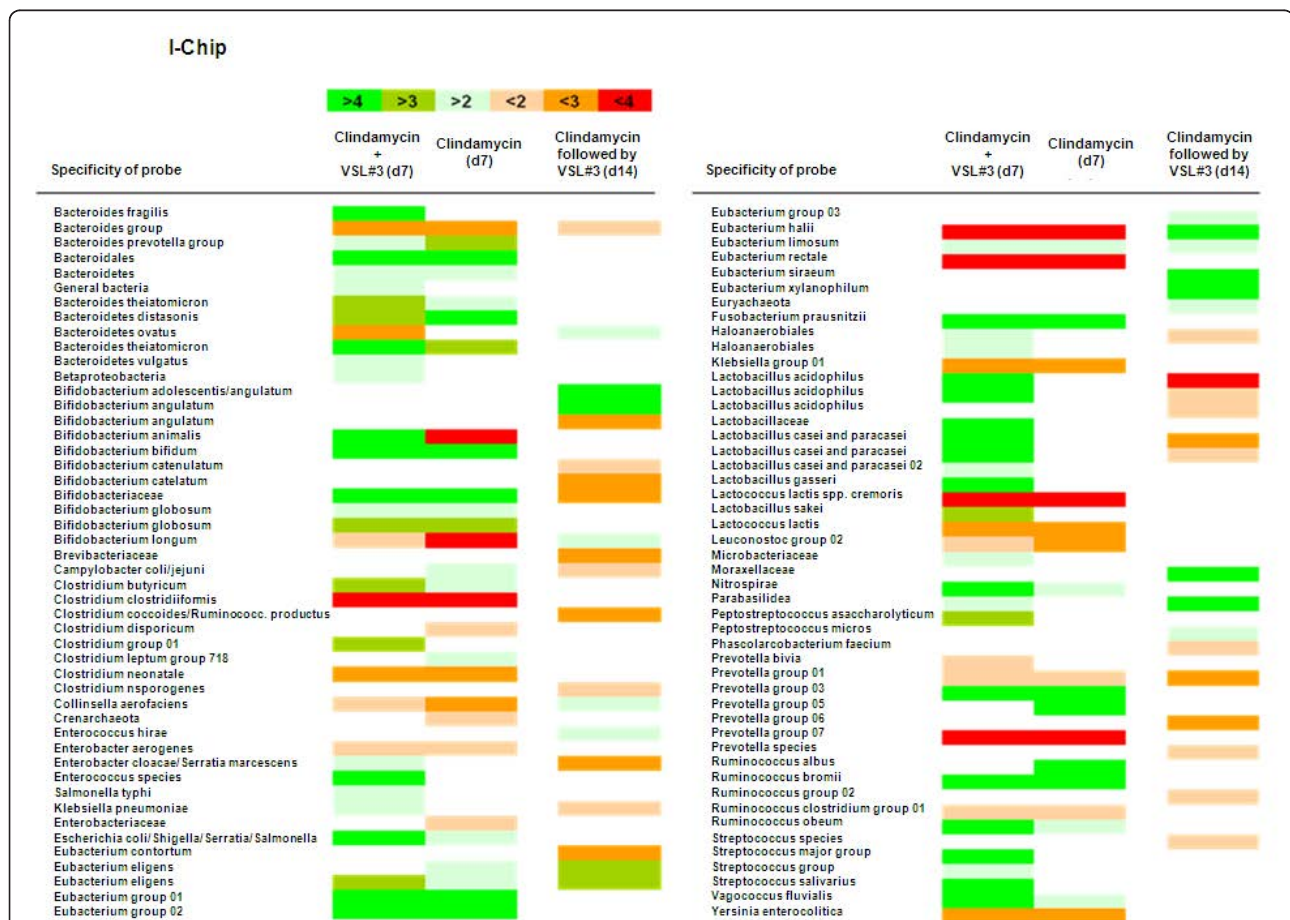 I-Chip
>4 >3 >2 <2 <3 <4
Specificity of probe
Clindamycin
+
VSL#3 (d7)
Clindamycin
(d7)
Clindamycin
followed by
VSL#3 (d14)
Bacteroides fragilis
Bacteroides group
Bacteroides prevotella group
Bacteroidales
Bacteroidetes
General bacteria
Bacteroides theiatomicron
Bacteroidetes distasonis
Bacteroidetes ovatus
Bacteroides theiatomicron
Bacteroidetes vulgatus
Betaproteobacteria
Bifidobacterium adolescentis/angulatum
Bifidobacterium angulatum
Bifidobacterium angulatum
Bifidobacterium animalis
Bifidobacterium bifidum
Bifidobacterium catenulatum
Bifidobacterium catelatum
Bifidobacteriaceae
Bifidobacterium globosum
Bifidobacterium globosum
Bifidobacterium longum
Brevibacteriaceae
Campylobacter coli/jejuni
Clostridium butyricum
Clostridium clostridiiformis
Clostridium coccoides/Ruminococc. productus
Clostridium disporicum
Clostridium group 01
Clostridium leptum group 718
Clostridium neonatale
Clostridium nsporogenes
Collinsella aerofaciens
Crenarchaeota
Enterococcus hirae
Enterobacter aerogenes
Enterobacter cloacae/Serratia marcescens
Enterococcus species
Salmonella typhi
Klebsiella pneumoniae
Enterobacteriaceae
Escherichia coli/Shigella/Serratia/Salmonella
Eubacterium contortum
Eubacterium eligens
Eubacterium eligens
Eubacterium group 01
Eubacterium group 02
Specificity of probe
Clindamycin
+
VSL#3 (d7)
Clindamycin
(d7)
Clindamycin
followed by
VSL#3 (d14)
Eubacterium group 03
Eubacterium halii
Eubacterium limosum
Eubacterium rectale
Eubacterium siraeum
Eubacterium xylanophilum
Euryachaeota
Fusobacterium prausnitzii
Haloanaerobiales
Haloanaerobiales
Klebsiella group 01
Lactobacillus acidophilus
Lactobacillus acidophilus
Lactobacillus acidophilus
Lactobacillaceae
Lactobacillus casei and paracasei
Lactobacillus casei and paracasei
Lactobacillus casei and paracasei 02
Lactobacillus gasseri
Lactococcus lactis spp. cremoris
Lactobacillus sakei
Lactococcus lactis
Leuconostoc group 02
Microbacteriaceae
Moraxellaceae
Nitrospirae
Parabasilidea
Peptostreptococcus asaccharolyticum
Peptostreptococcus micros
Phascolarcobacterium faecium
Prevotella bivia
Prevotella group 01
Prevotella group 03
Prevotella group 05
Prevotella group 06
Prevotella group 07
Prevotella species
Ruminococcus albus
Ruminococcus bromii
Ruminococcus group 02
Ruminococcus clostridium group 01
Ruminococcus obeum
Streptococcus species
Streptococcus major group
Streptococcus group
Streptococcus salivarius
Vagococcus fluvialis
Yersinia enterocolitica